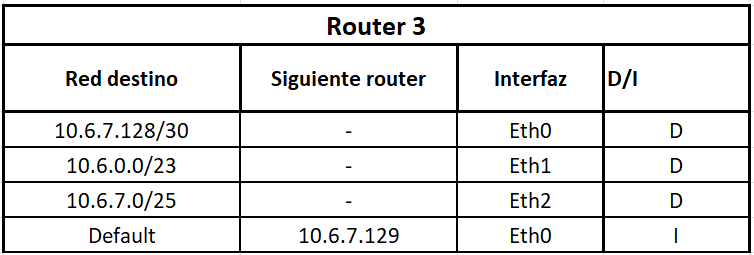 Router 3
Red destino Siguiente router Interfaz D/I
10.6.7.128/30 - Eth0 D
10.6.0.0/23 - Eth1 D
10.6.7.0/25 - Eth2 D
Default 10.6.7.129 Eth0 I